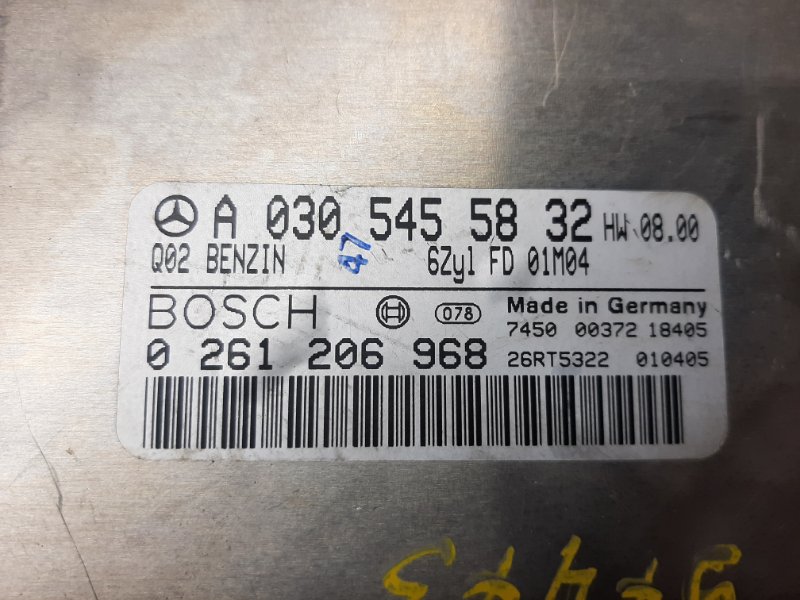 A 030 545 58 32 HW 08.00
Q02 BENZIN 47 6Zyl FD 01M04
BOSCH 078 Made in Germany
7450 00372 18405
0 261 206 968 26RT5322 010405